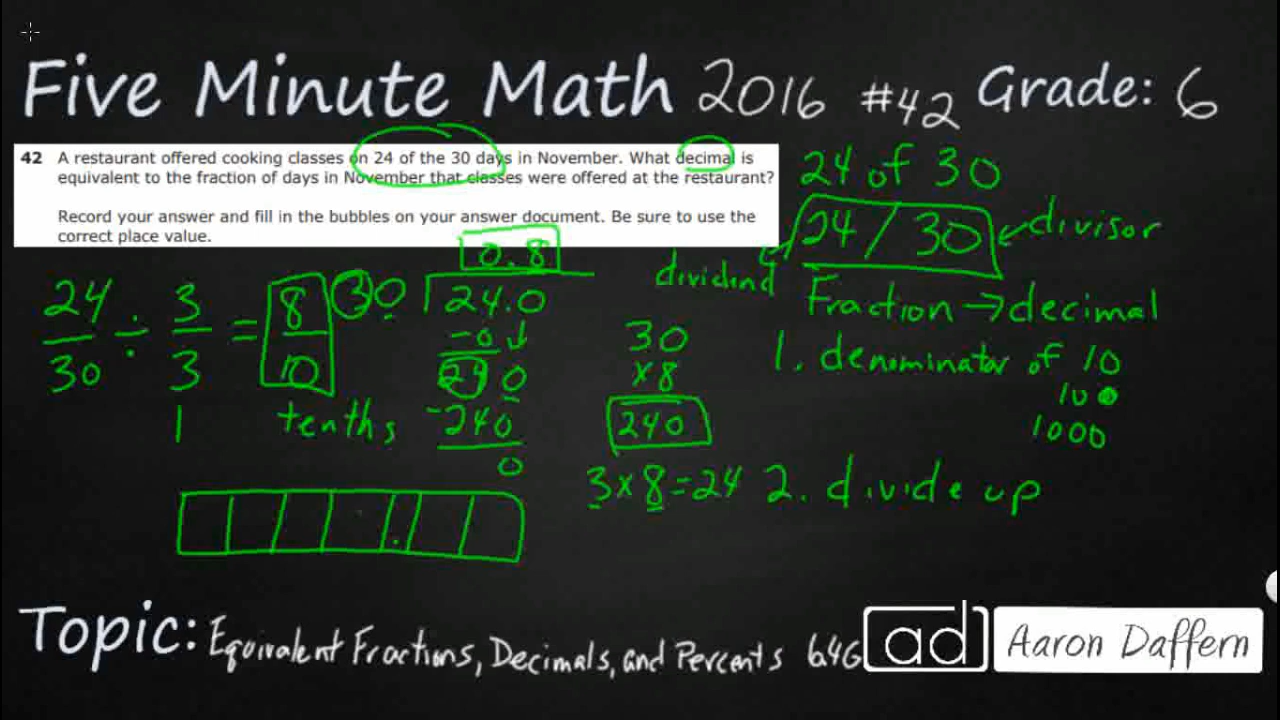 Five Minute Math 2016 #42 Grade: 6
42 A restaurant offered cooking classes on 24 of the 30 days in November. What decimal is
equivalent to the fraction of days in November that classes were offered at the restaurant?
Record your answer and fill in the bubbles on your answer document. Be sure to use the
correct place value.
24 of 30
24 / 30
divisor
dividend
Fraction → decimal
1. denominator of 10
100
1000
2. divide up
24/30 ÷ 3/3 = 8/10
1
tenths
0.8
30 24.0
-0 ↓
240
-240
0
30
×8
240
3×8=24
.
Topic: Equivalent Fractions, Decimals, and Percents 6.4G
ad Aaron Daffern